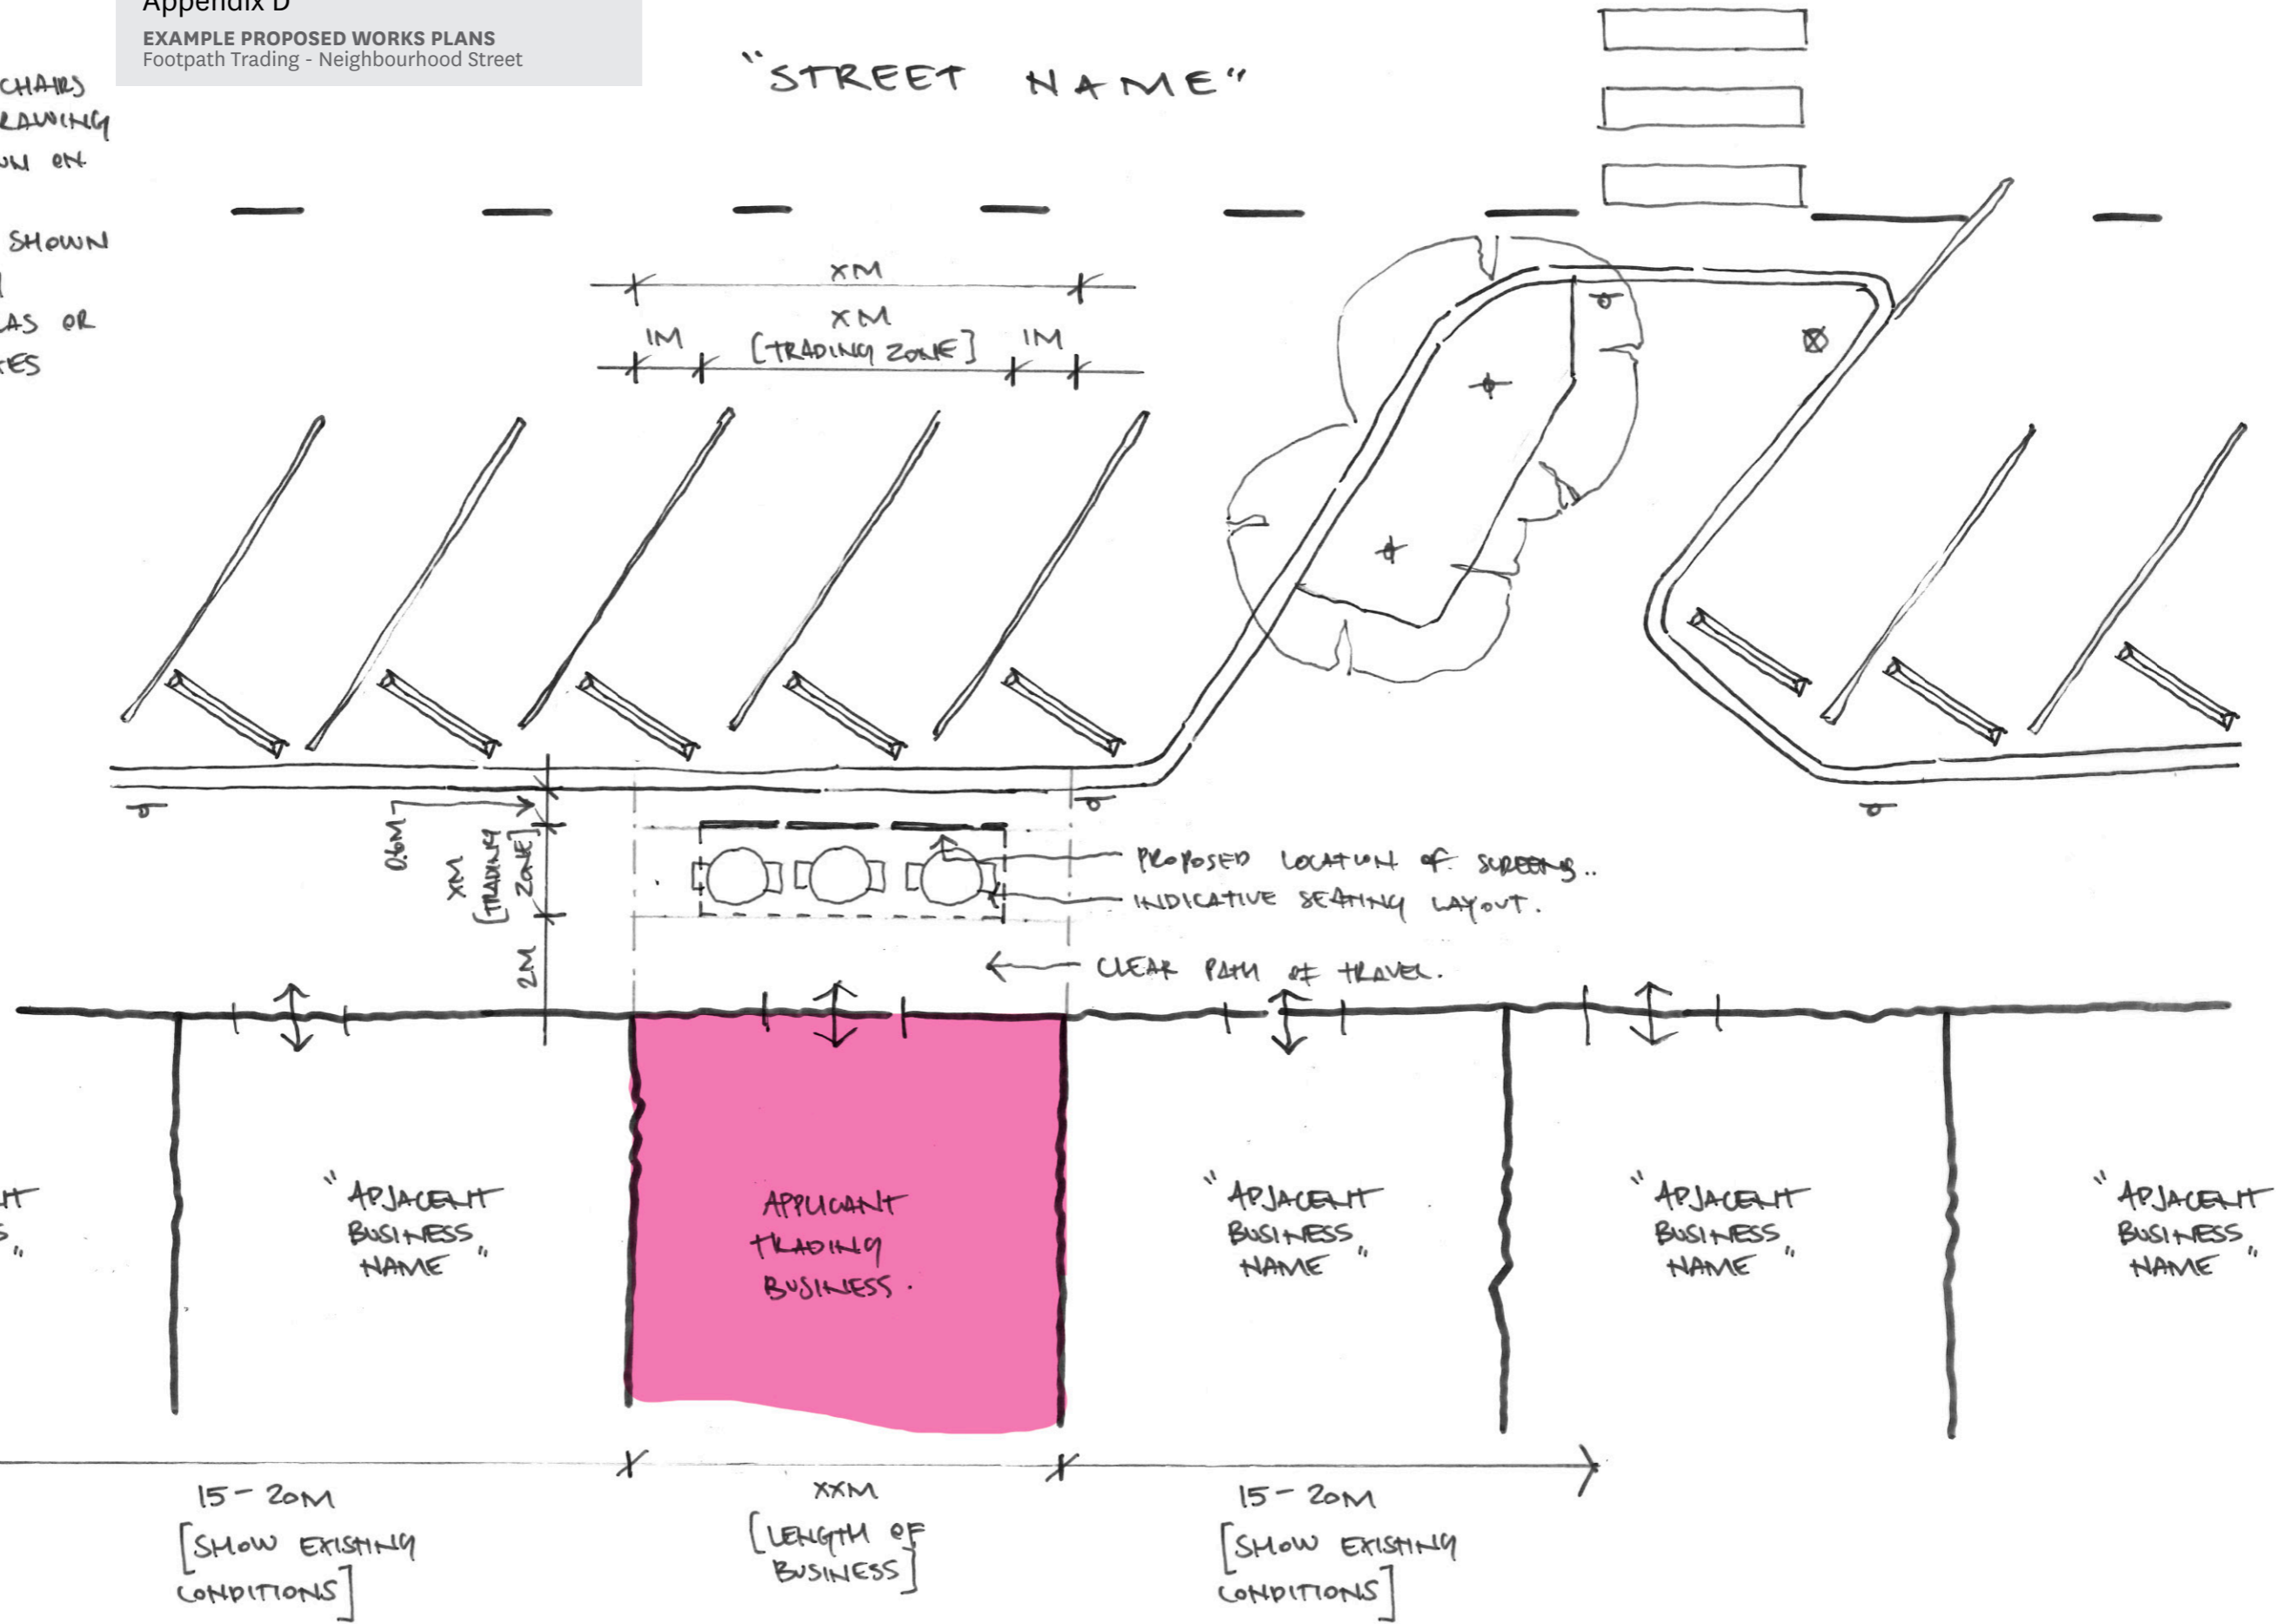 Appendix D
EXAMPLE PROPOSED WORKS PLANS
Footpath Trading - Neighbourhood Street
CHAIRS
SHOWN
"STREET NAME"
XM
XM
1M [TRADING ZONE] 1M
0.6M
XM
[TRADING
ZONE]
2M
PROPOSED LOCATION OF SCREENS..
INDICATIVE SEATING LAYOUT.
CLEAR PATH OF TRAVEL.
"ADJACENT
BUSINESS
NAME"
APPLICANT
TRADING
BUSINESS.
"ADJACENT
BUSINESS
NAME"
"ADJACENT
BUSINESS
NAME"
"ADJACENT
BUSINESS
NAME"
15-20M
[SHOW EXISTING
CONDITIONS]
XXM
[LENGTH OF
BUSINESS]
15-20M
[SHOW EXISTING
CONDITIONS]